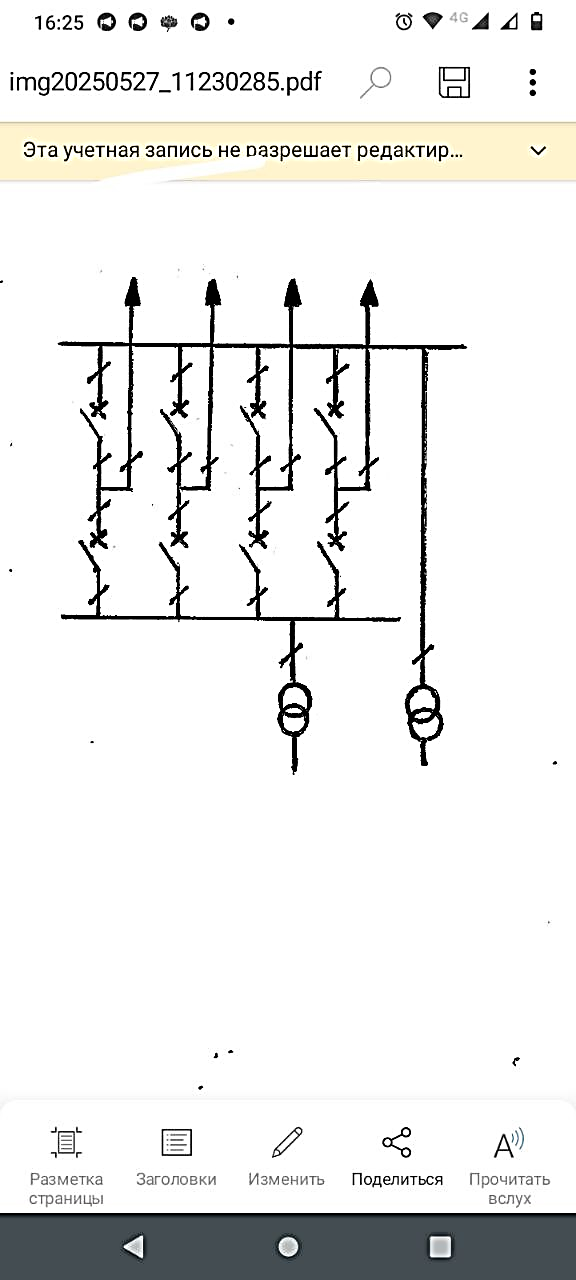 16:25
4G
img20250527_11230285.pdf
Эта учетная запись не разрешает редактир...
Разметка
страницы
Заголовки
Изменить
Поделиться
Прочитать
вслух